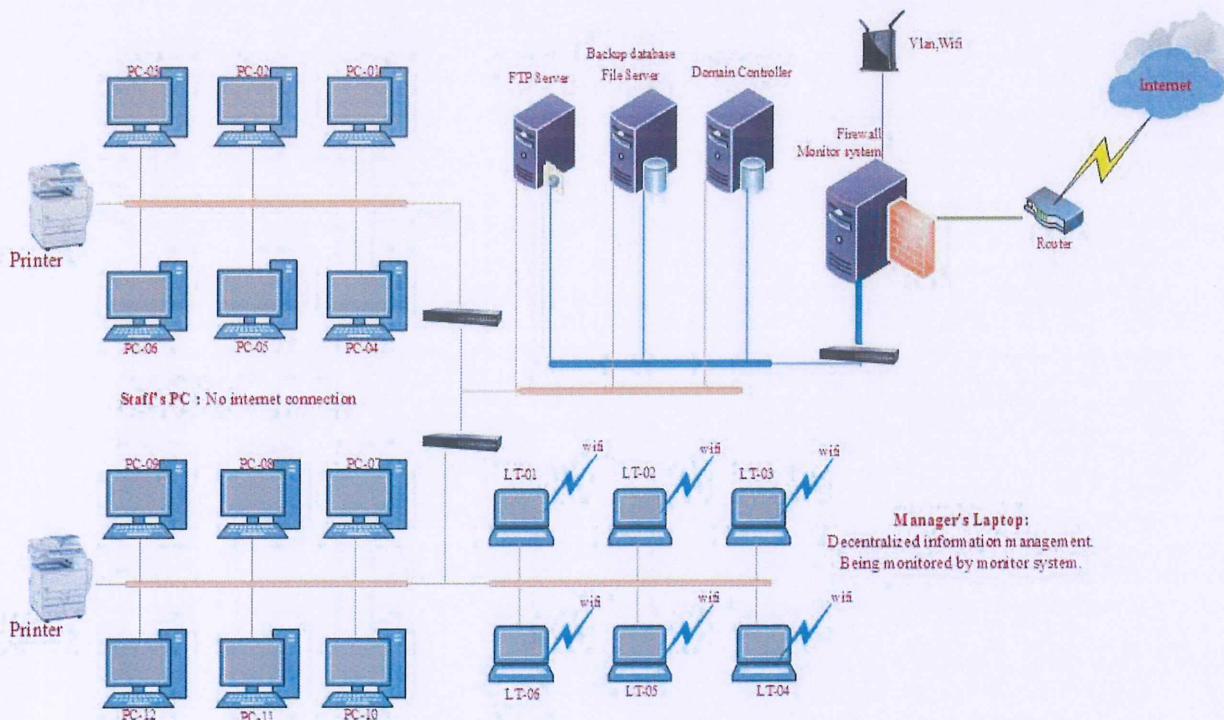 PC-03
PC-02
PC-01
FTP Server
Backup database
File Server
Domain Controller
Vlan,Wifi
Internet
Firewall
Monitor system
Router
Printer
PC-06
PC-05
PC-04
Staff's PC : No internet connection
PC-09
PC-08
PC-07
LT-01
wifi
LT-02
wifi
LT-03
wifi
Manager's Laptop:
Decentralized information management.
Being monitored by monitor system.
Printer
wifi
wifi
wifi
PC-12
PC-11
PC-10
LT-06
LT-05
LT-04